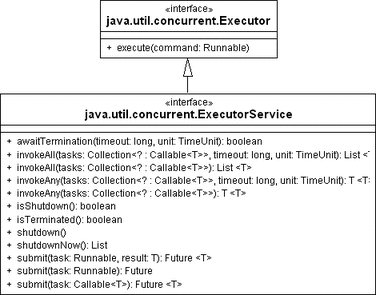 «interface»
java.util.concurrent.Executor
+ execute(command: Runnable)
«interface»
java.util.concurrent.ExecutorService
+ awaitTermination(timeout: long, unit: TimeUnit): boolean
+ invokeAll(tasks: Collection<? : Callable<T>>, timeout: long, unit: TimeUnit): List <T
+ invokeAll(tasks: Collection<? : Callable<T>>): List <T>
+ invokeAny(tasks: Collection<? : Callable<T>>, timeout: long, unit: TimeUnit): T <T>
+ invokeAny(tasks: Collection<? : Callable<T>>): T <T>
+ isShutdown(): boolean
+ isTerminated(): boolean
+ shutdown()
+ shutdownNow(): List
+ submit(task: Runnable, result: T): Future <T>
+ submit(task: Runnable): Future
+ submit(task: Callable<T>): Future <T>